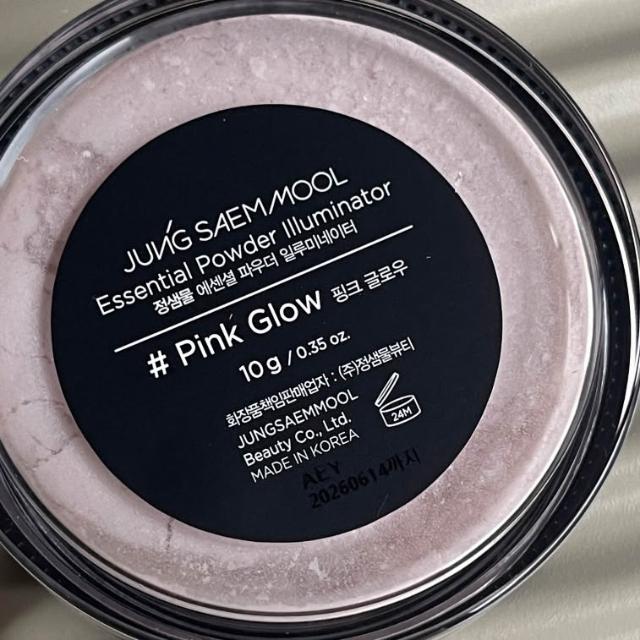 JUNG SAEM MOOL
Essential Powder Illuminator
정샘물 에센셜 파우더 일루미네이터
# Pink Glow 핑크 글로우
10 g / 0.35 oz.
화장품책임판매업자 : (주)정샘물뷰티
JUNGSAEMMOOL
Beauty Co., Ltd.
MADE IN KOREA
24M
AEY
20260614까지